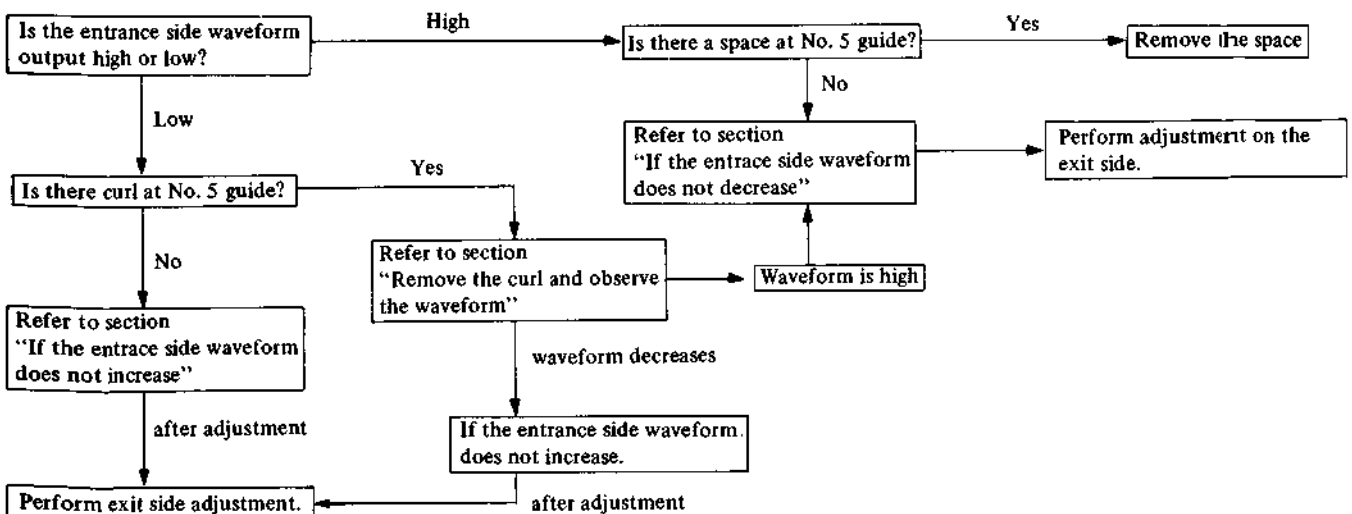 Is the entrance side waveform
output high or low?
High
Is there a space at No. 5 guide?
Yes
Remove the space
No
Low
Refer to section
“If the entrace side waveform
does not decrease”
Perform adjustment on the
exit side.
Is there curl at No. 5 guide?
Yes
No
Refer to section
“Remove the curl and observe
the waveform”
Waveform is high
Refer to section
“If the entrace side waveform
does not increase”
waveform decreases
after adjustment
If the entrance side waveform.
does not increase.
Perform exit side adjustment.
after adjustment